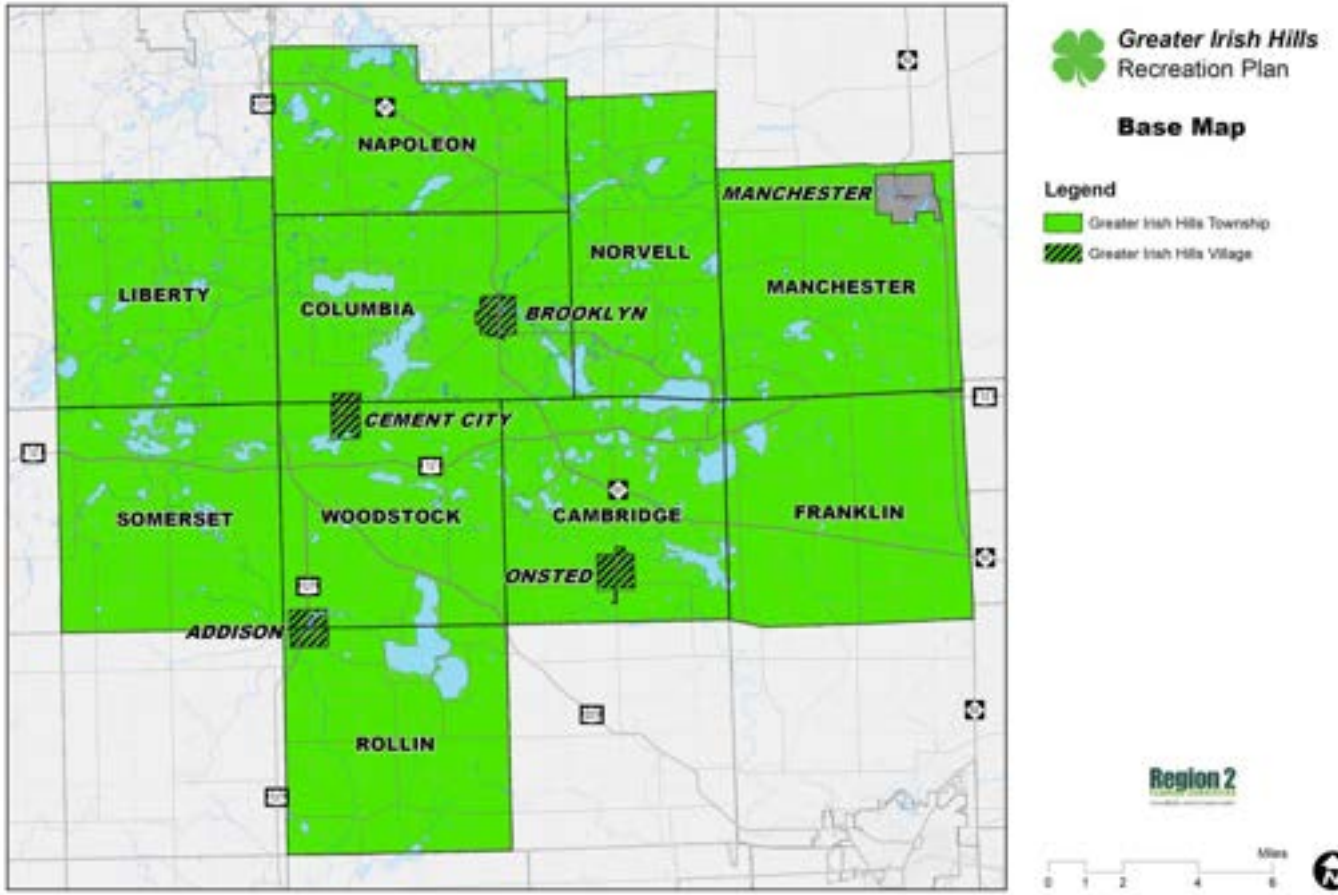 Greater Irish Hills
Recreation Plan
Base Map
Legend
Greater Irish Hills Township
Greater Irish Hills Village
NAPOLEON
MANCHESTER
NORVELL
LIBERTY
COLUMBIA
MANCHESTER
BROOKLYN
CEMENT CITY
SOMERSET
WOODSTOCK
CAMBRIDGE
FRANKLIN
ONSTED
ADDISON
ROLLIN
Region 2
Miles
0 1 2 4 6
N